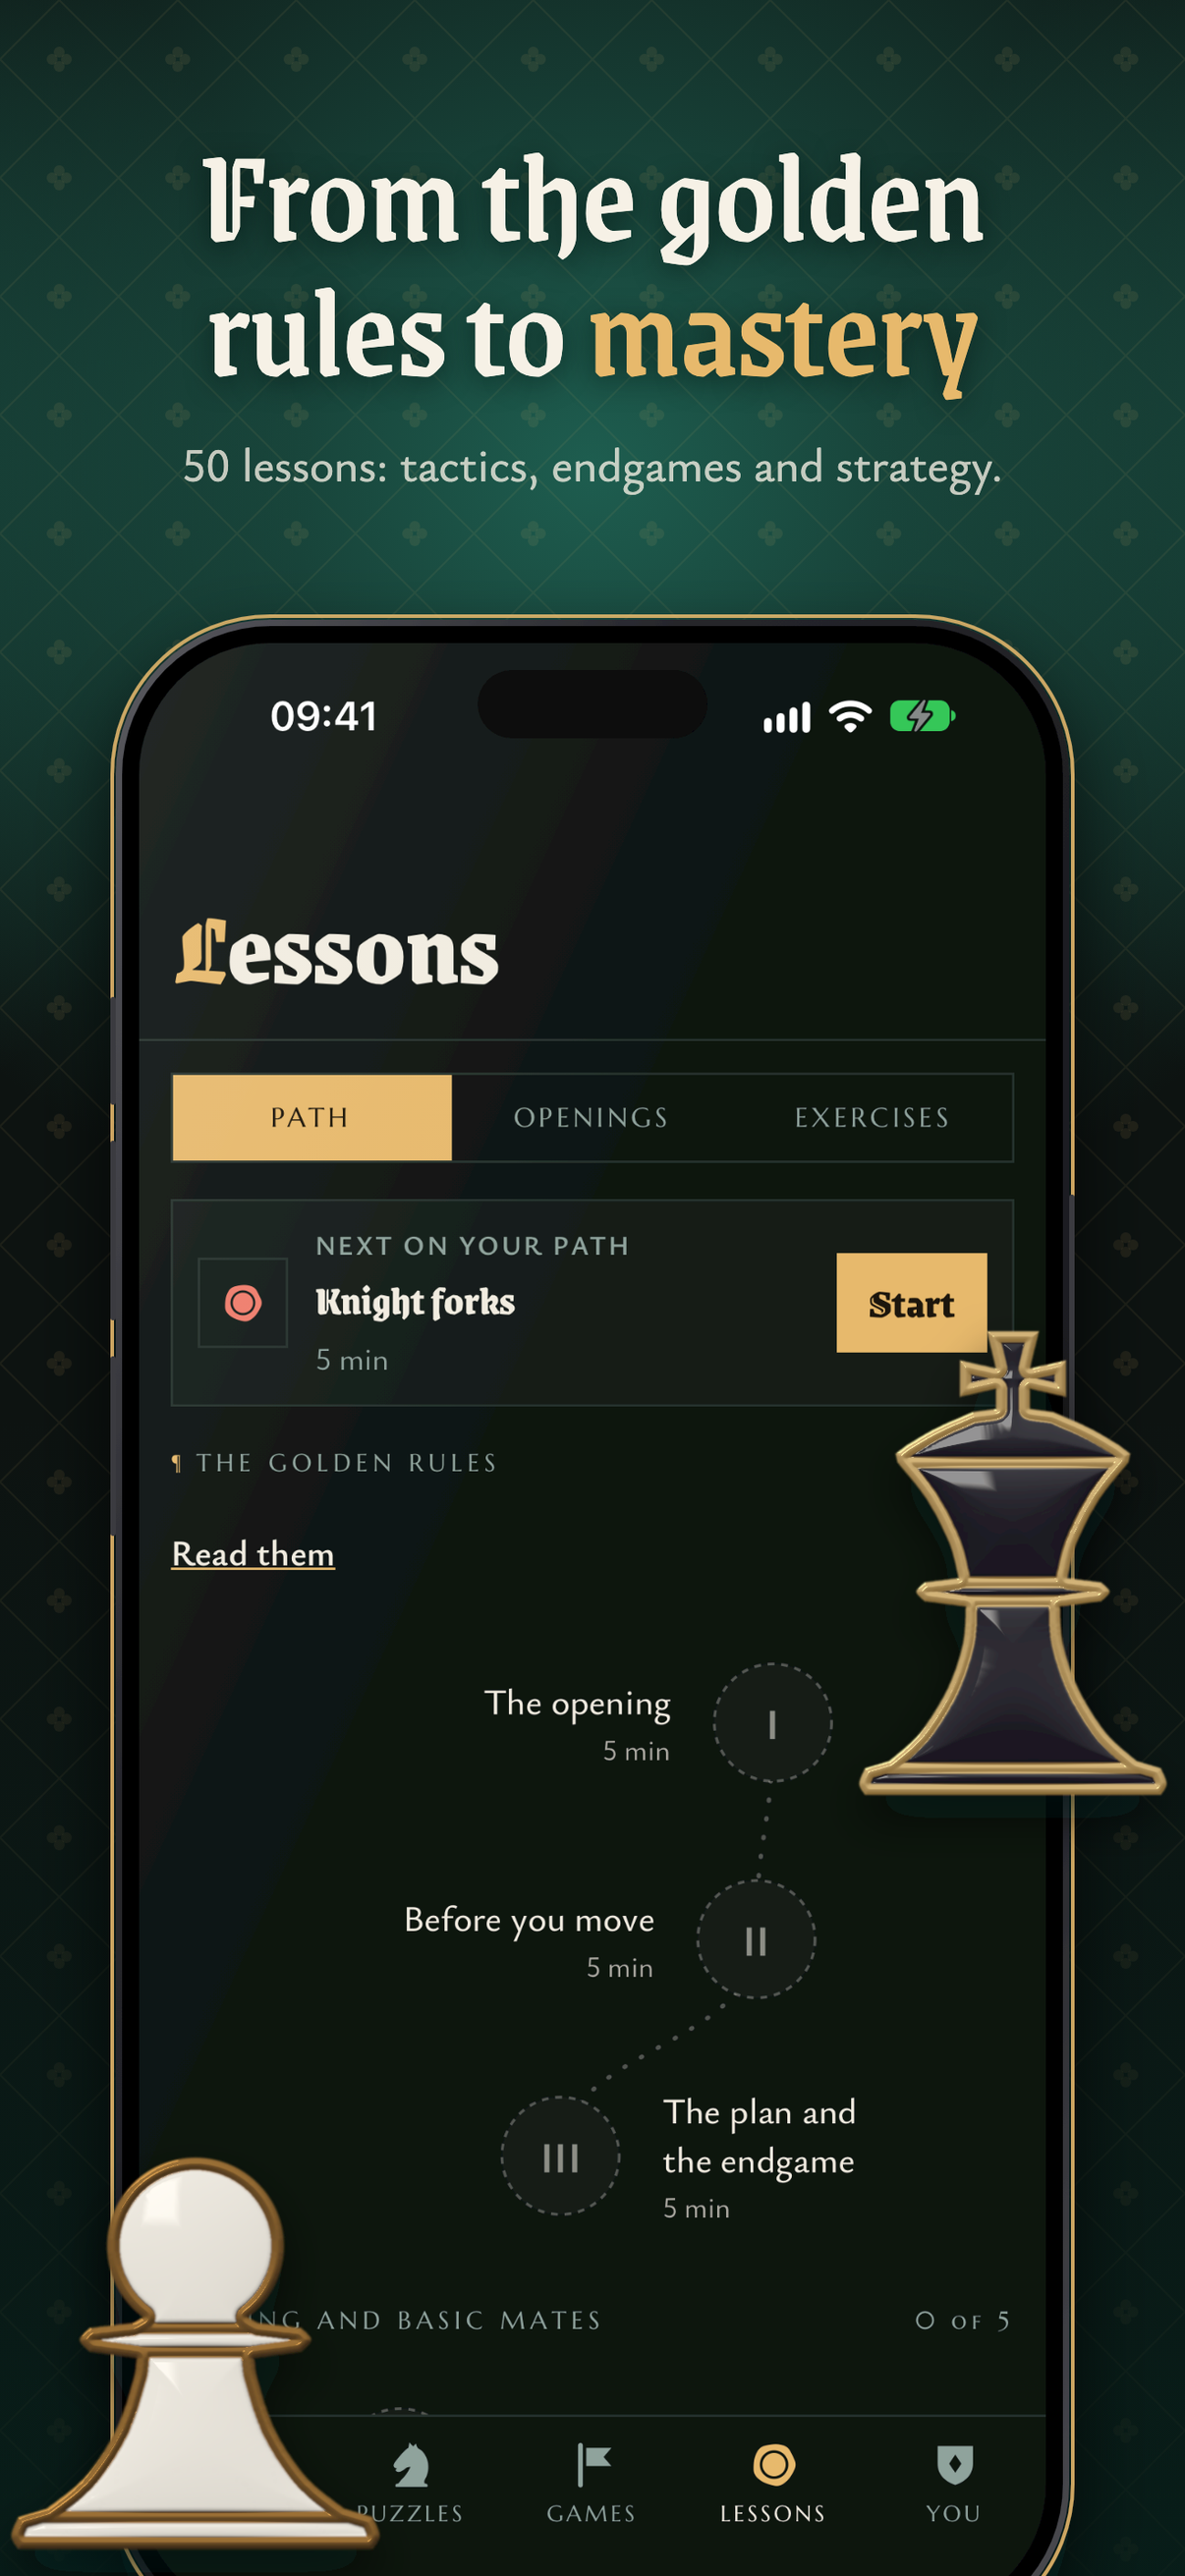 From the golden
rules to mastery
50 lessons: tactics, endgames and strategy.
09:41
Lessons
PATH
OPENINGS
EXERCISES
NEXT ON YOUR PATH
Knight forks
5 min
Start
¶ THE GOLDEN RULES
Read them
The opening
5 min
I
Before you move
5 min
II
III
The plan and
the endgame
5 min
AND BASIC MATES
0 OF 5
PUZZLES
GAMES
LESSONS
YOU